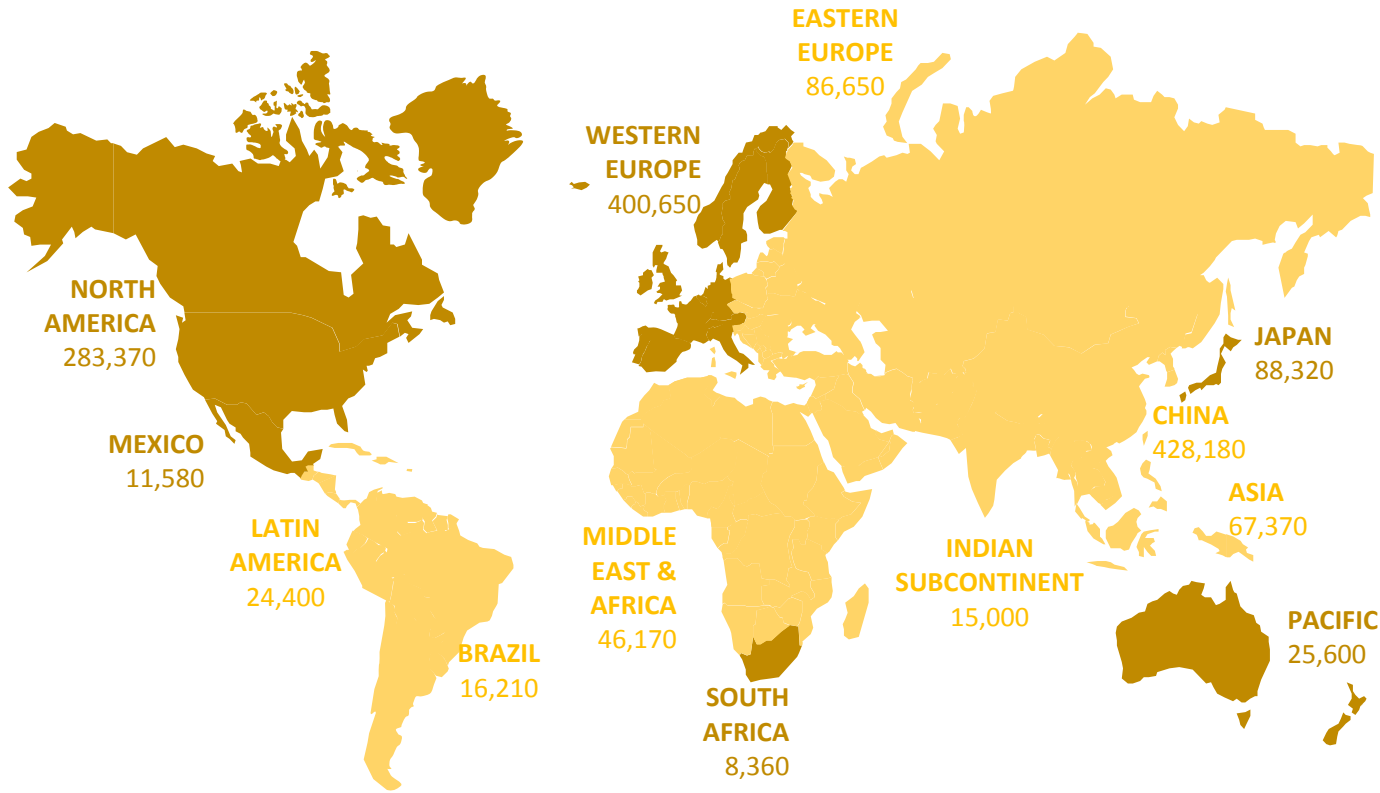 EASTERN
EUROPE
86,650
WESTERN
EUROPE
400,650
NORTH
AMERICA
283,370
JAPAN
88,320
MEXICO
11,580
CHINA
428,180
ASIA
67,370
LATIN
AMERICA
24,400
MIDDLE
EAST &
AFRICA
46,170
INDIAN
SUBCONTINENT
15,000
PACIFIC
25,600
BRAZIL
16,210
SOUTH
AFRICA
8,360